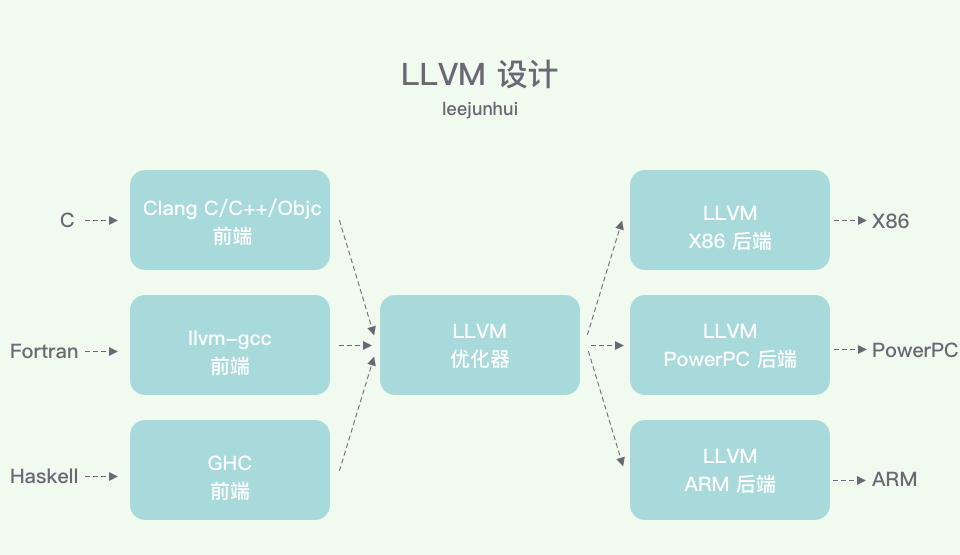 LLVM 设计
leejunhui
C
Clang C/C++/Objc
前端
LLVM
X86 后端
X86
Fortran
llvm-gcc
前端
LLVM
优化器
LLVM
PowerPC 后端
PowerPC
Haskell
GHC
前端
LLVM
ARM 后端
ARM